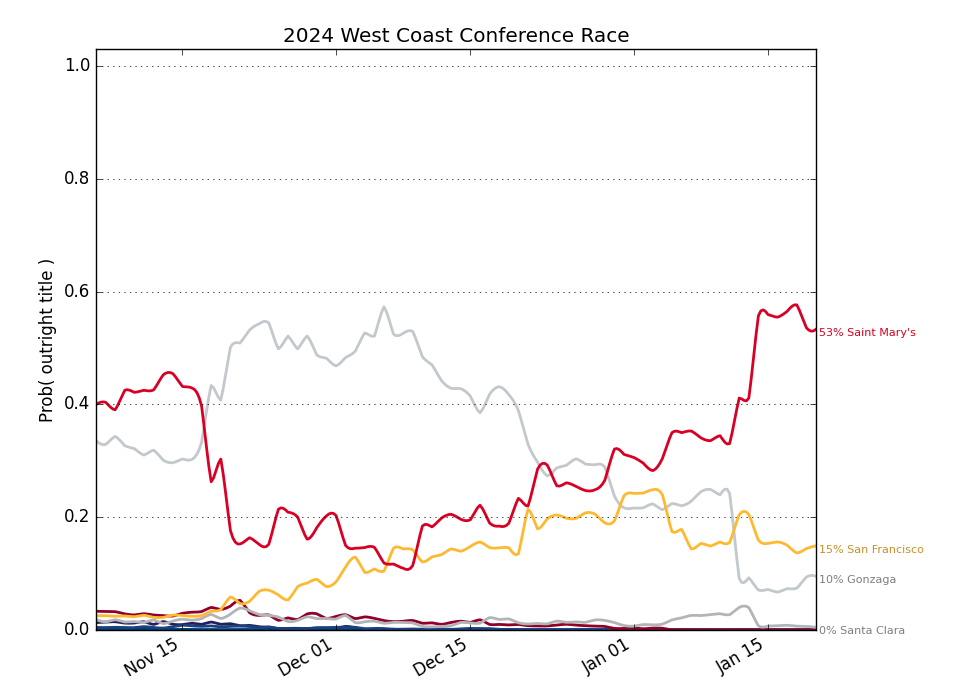 2024 West Coast Conference Race
1.0
0.8
0.6
0.4
0.2
0.0
Prob( outright title )
53% Saint Mary's
15% San Francisco
10% Gonzaga
0% Santa Clara
Nov 15
Dec 01
Dec 15
Jan 01
Jan 15